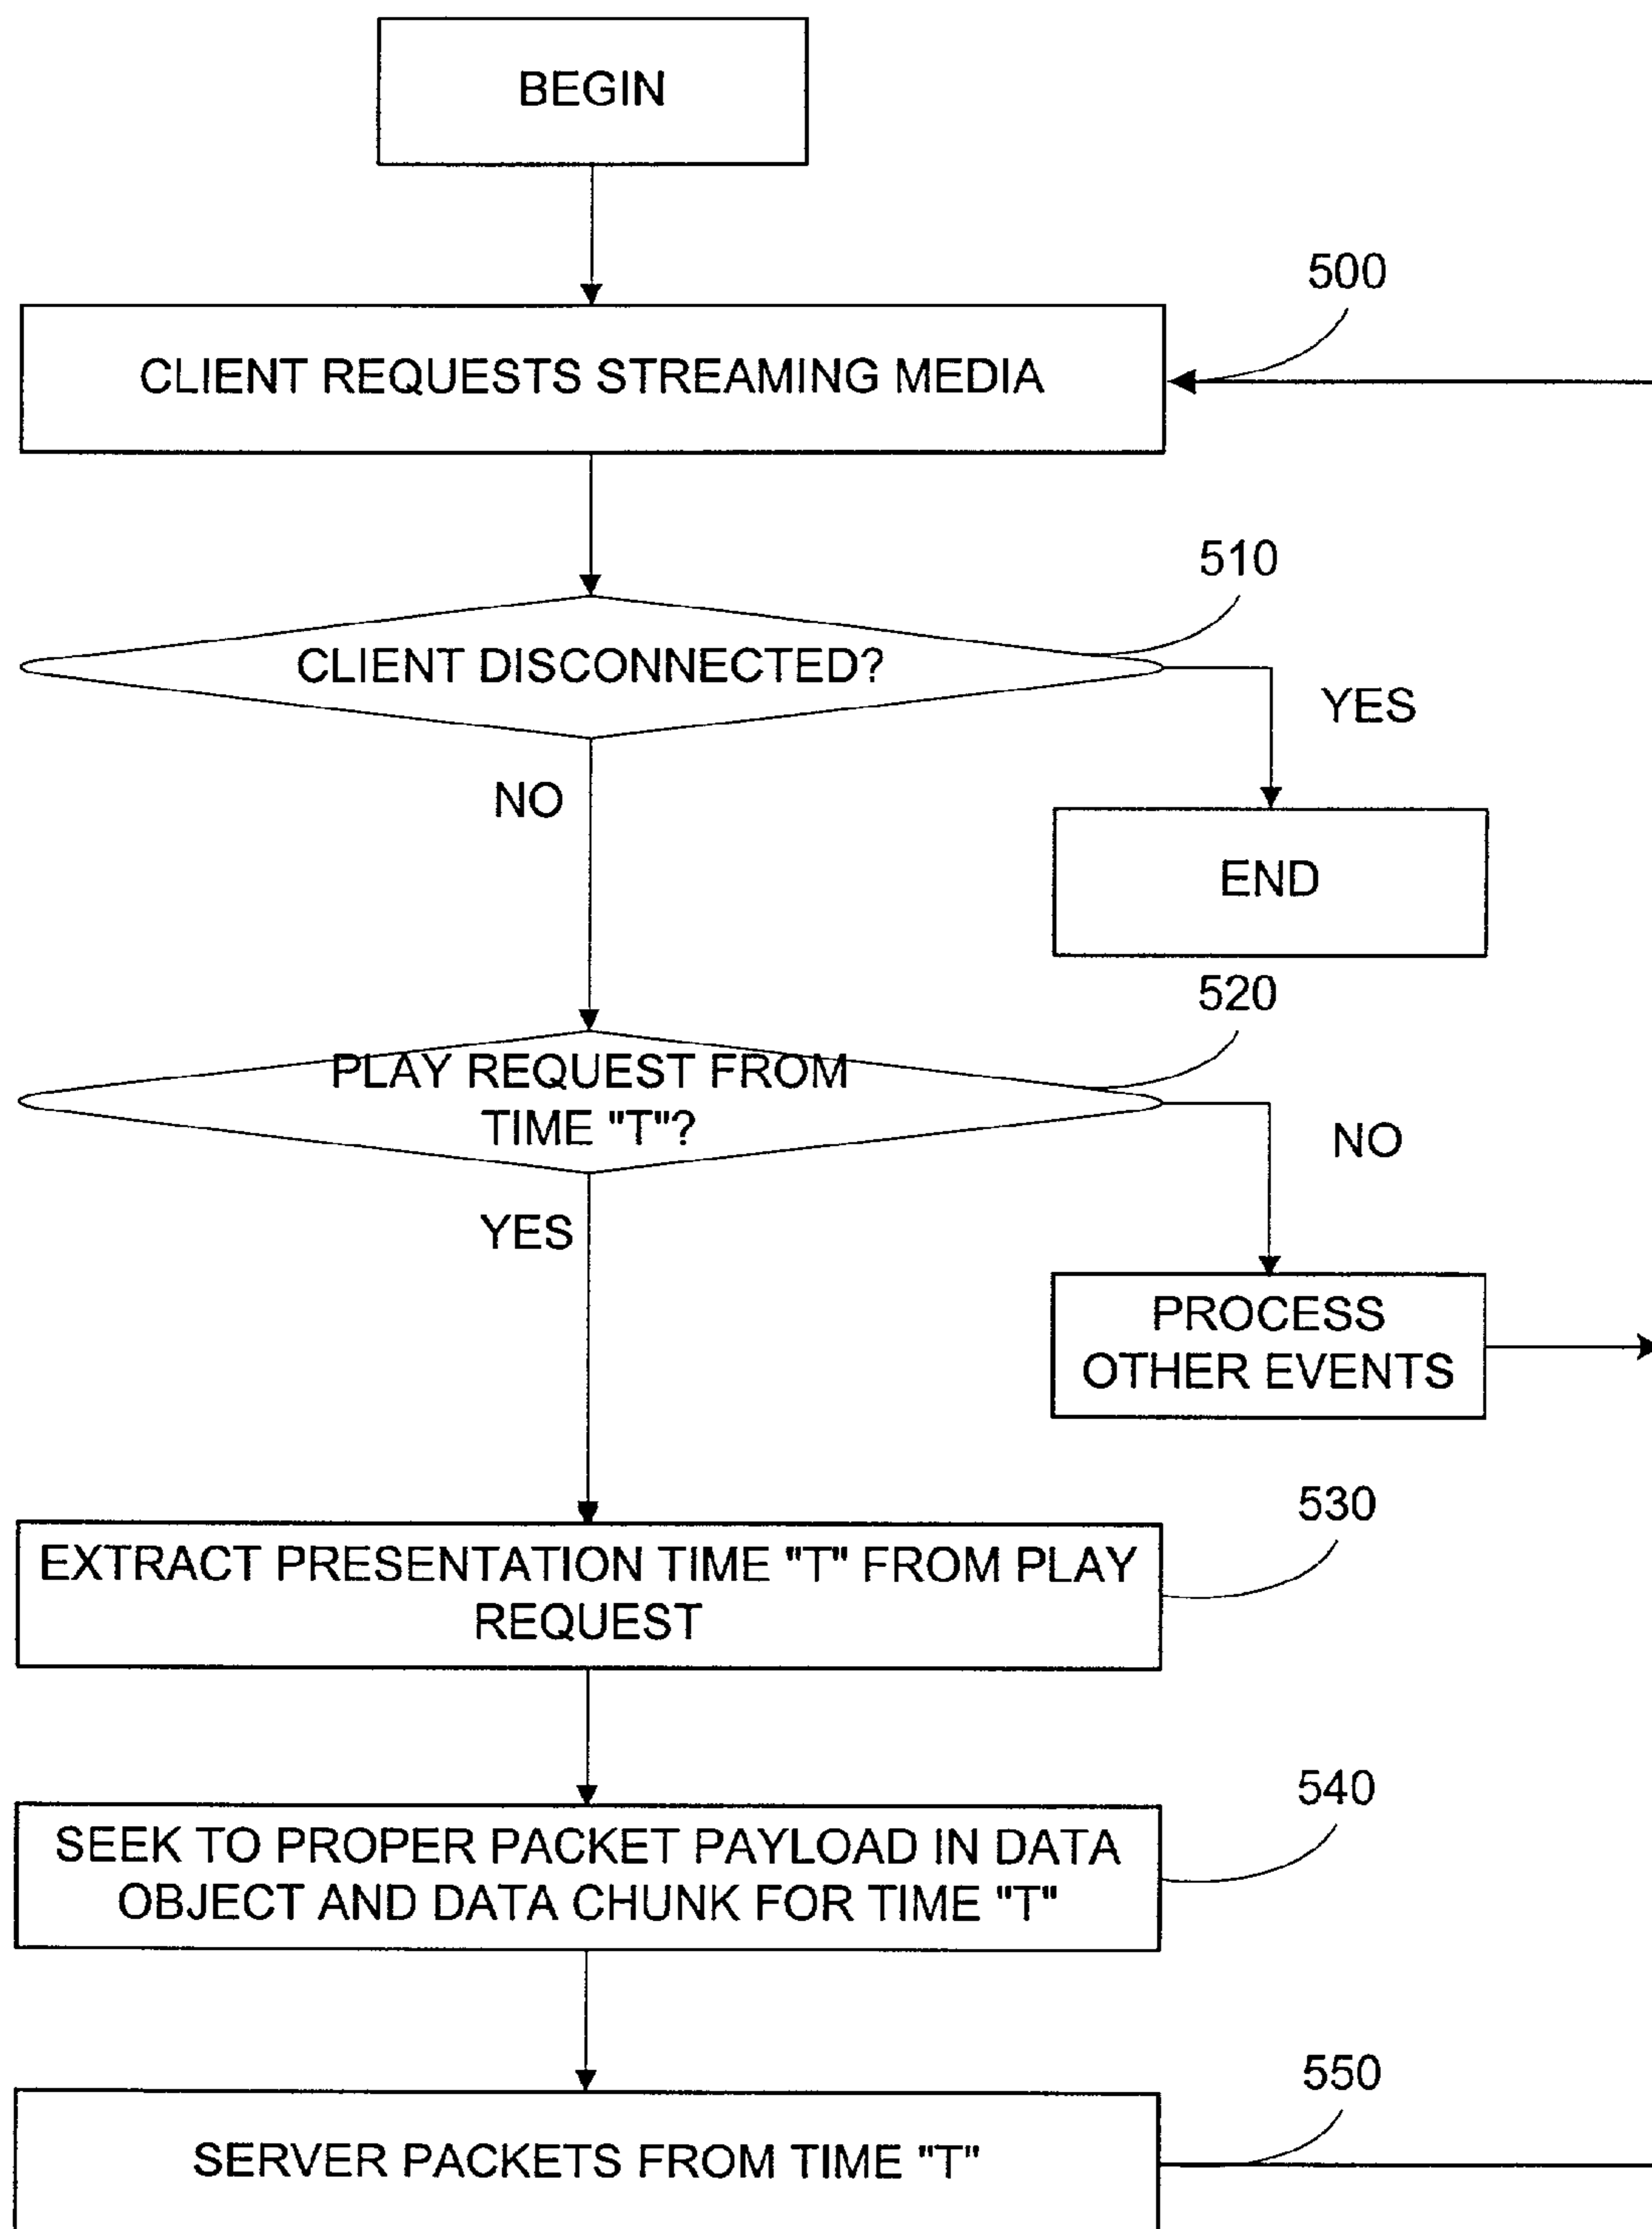 BEGIN
500
CLIENT REQUESTS STREAMING MEDIA
510
CLIENT DISCONNECTED?
YES
NO
END
520
PLAY REQUEST FROM
TIME "T"?
NO
YES
PROCESS
OTHER EVENTS
530
EXTRACT PRESENTATION TIME "T" FROM PLAY
REQUEST
540
SEEK TO PROPER PACKET PAYLOAD IN DATA
OBJECT AND DATA CHUNK FOR TIME "T"
550
SERVER PACKETS FROM TIME "T"